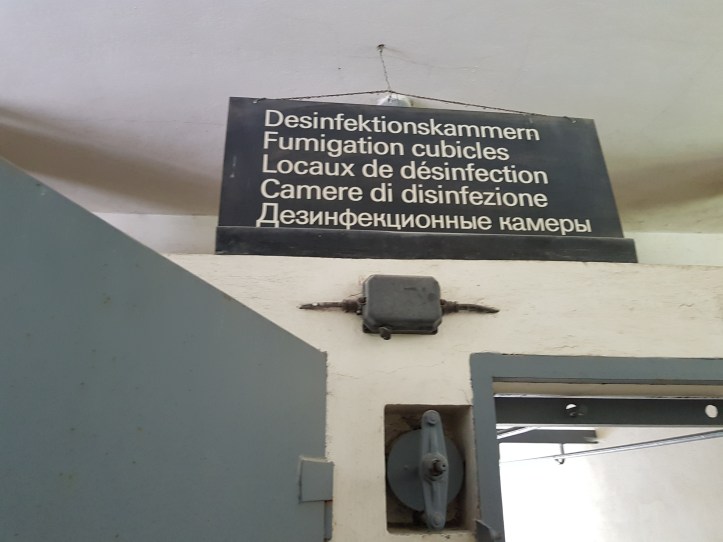 Desinfektionskammern
Fumigation cubicles
Locaux de désinfection
Camere di disinfezione
Дезинфекционные камеры